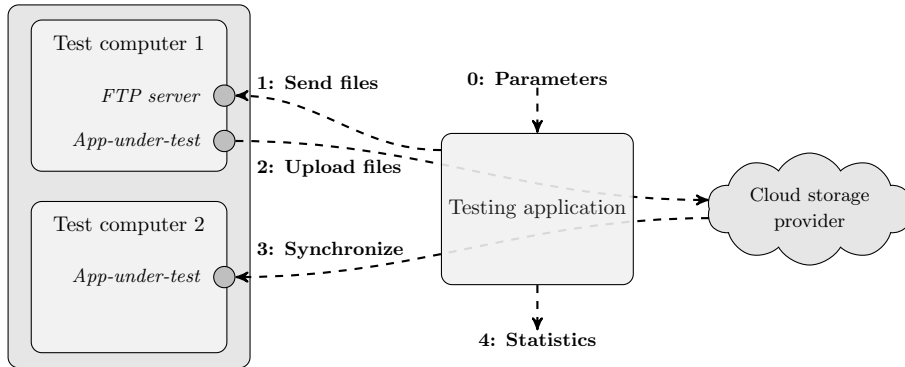 Test computer 1
FTP server
App-under-test
1: Send files
2: Upload files
Test computer 2
App-under-test
3: Synchronize
0: Parameters
Testing application
4: Statistics
Cloud storage
provider